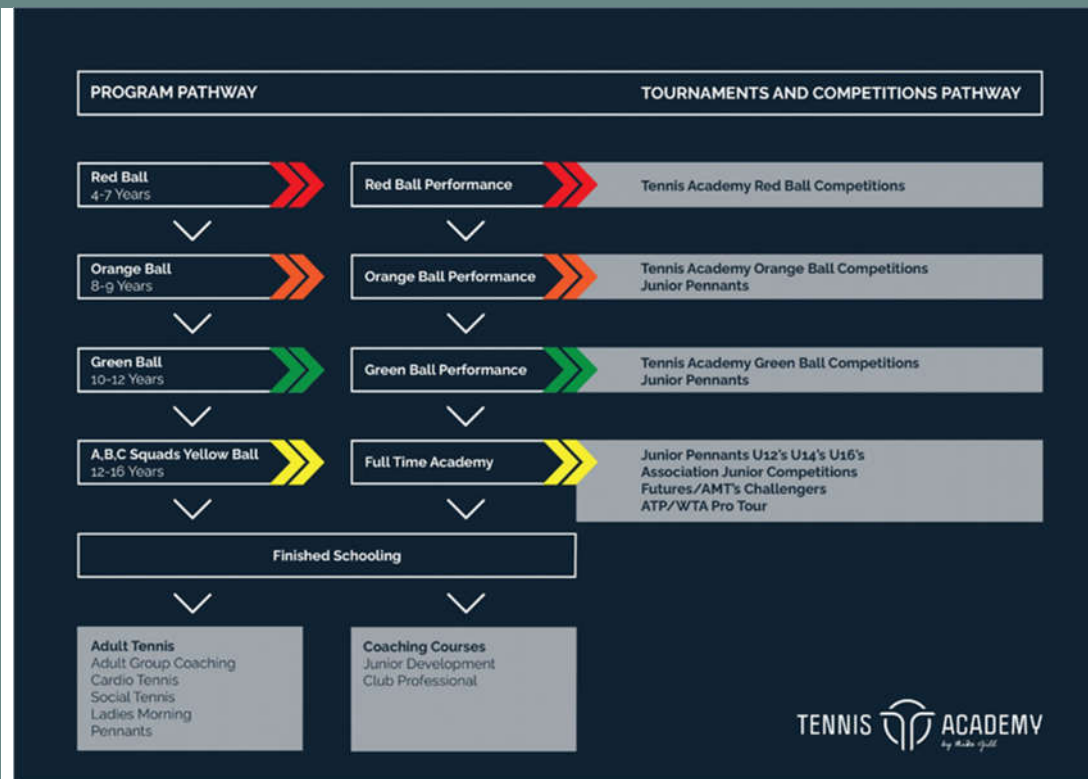 PROGRAM PATHWAY
TOURNAMENTS AND COMPETITIONS PATHWAY
Red Ball
4-7 Years
Red Ball Performance
Tennis Academy Red Ball Competitions
Orange Ball
8-9 Years
Orange Ball Performance
Tennis Academy Orange Ball Competitions
Junior Pennants
Green Ball
10-12 Years
Green Ball Performance
Tennis Academy Green Ball Competitions
Junior Pennants
A,B,C Squads Yellow Ball
12-16 Years
Full Time Academy
Junior Pennants U12's U14's U16's
Association Junior Competitions
Futures/AMT's Challengers
ATP/WTA Pro Tour
Finished Schooling
Adult Tennis
Adult Group Coaching
Cardio Tennis
Social Tennis
Ladies Morning
Pennants
Coaching Courses
Junior Development
Club Professional
TENNIS ACADEMY
by Mike Gill